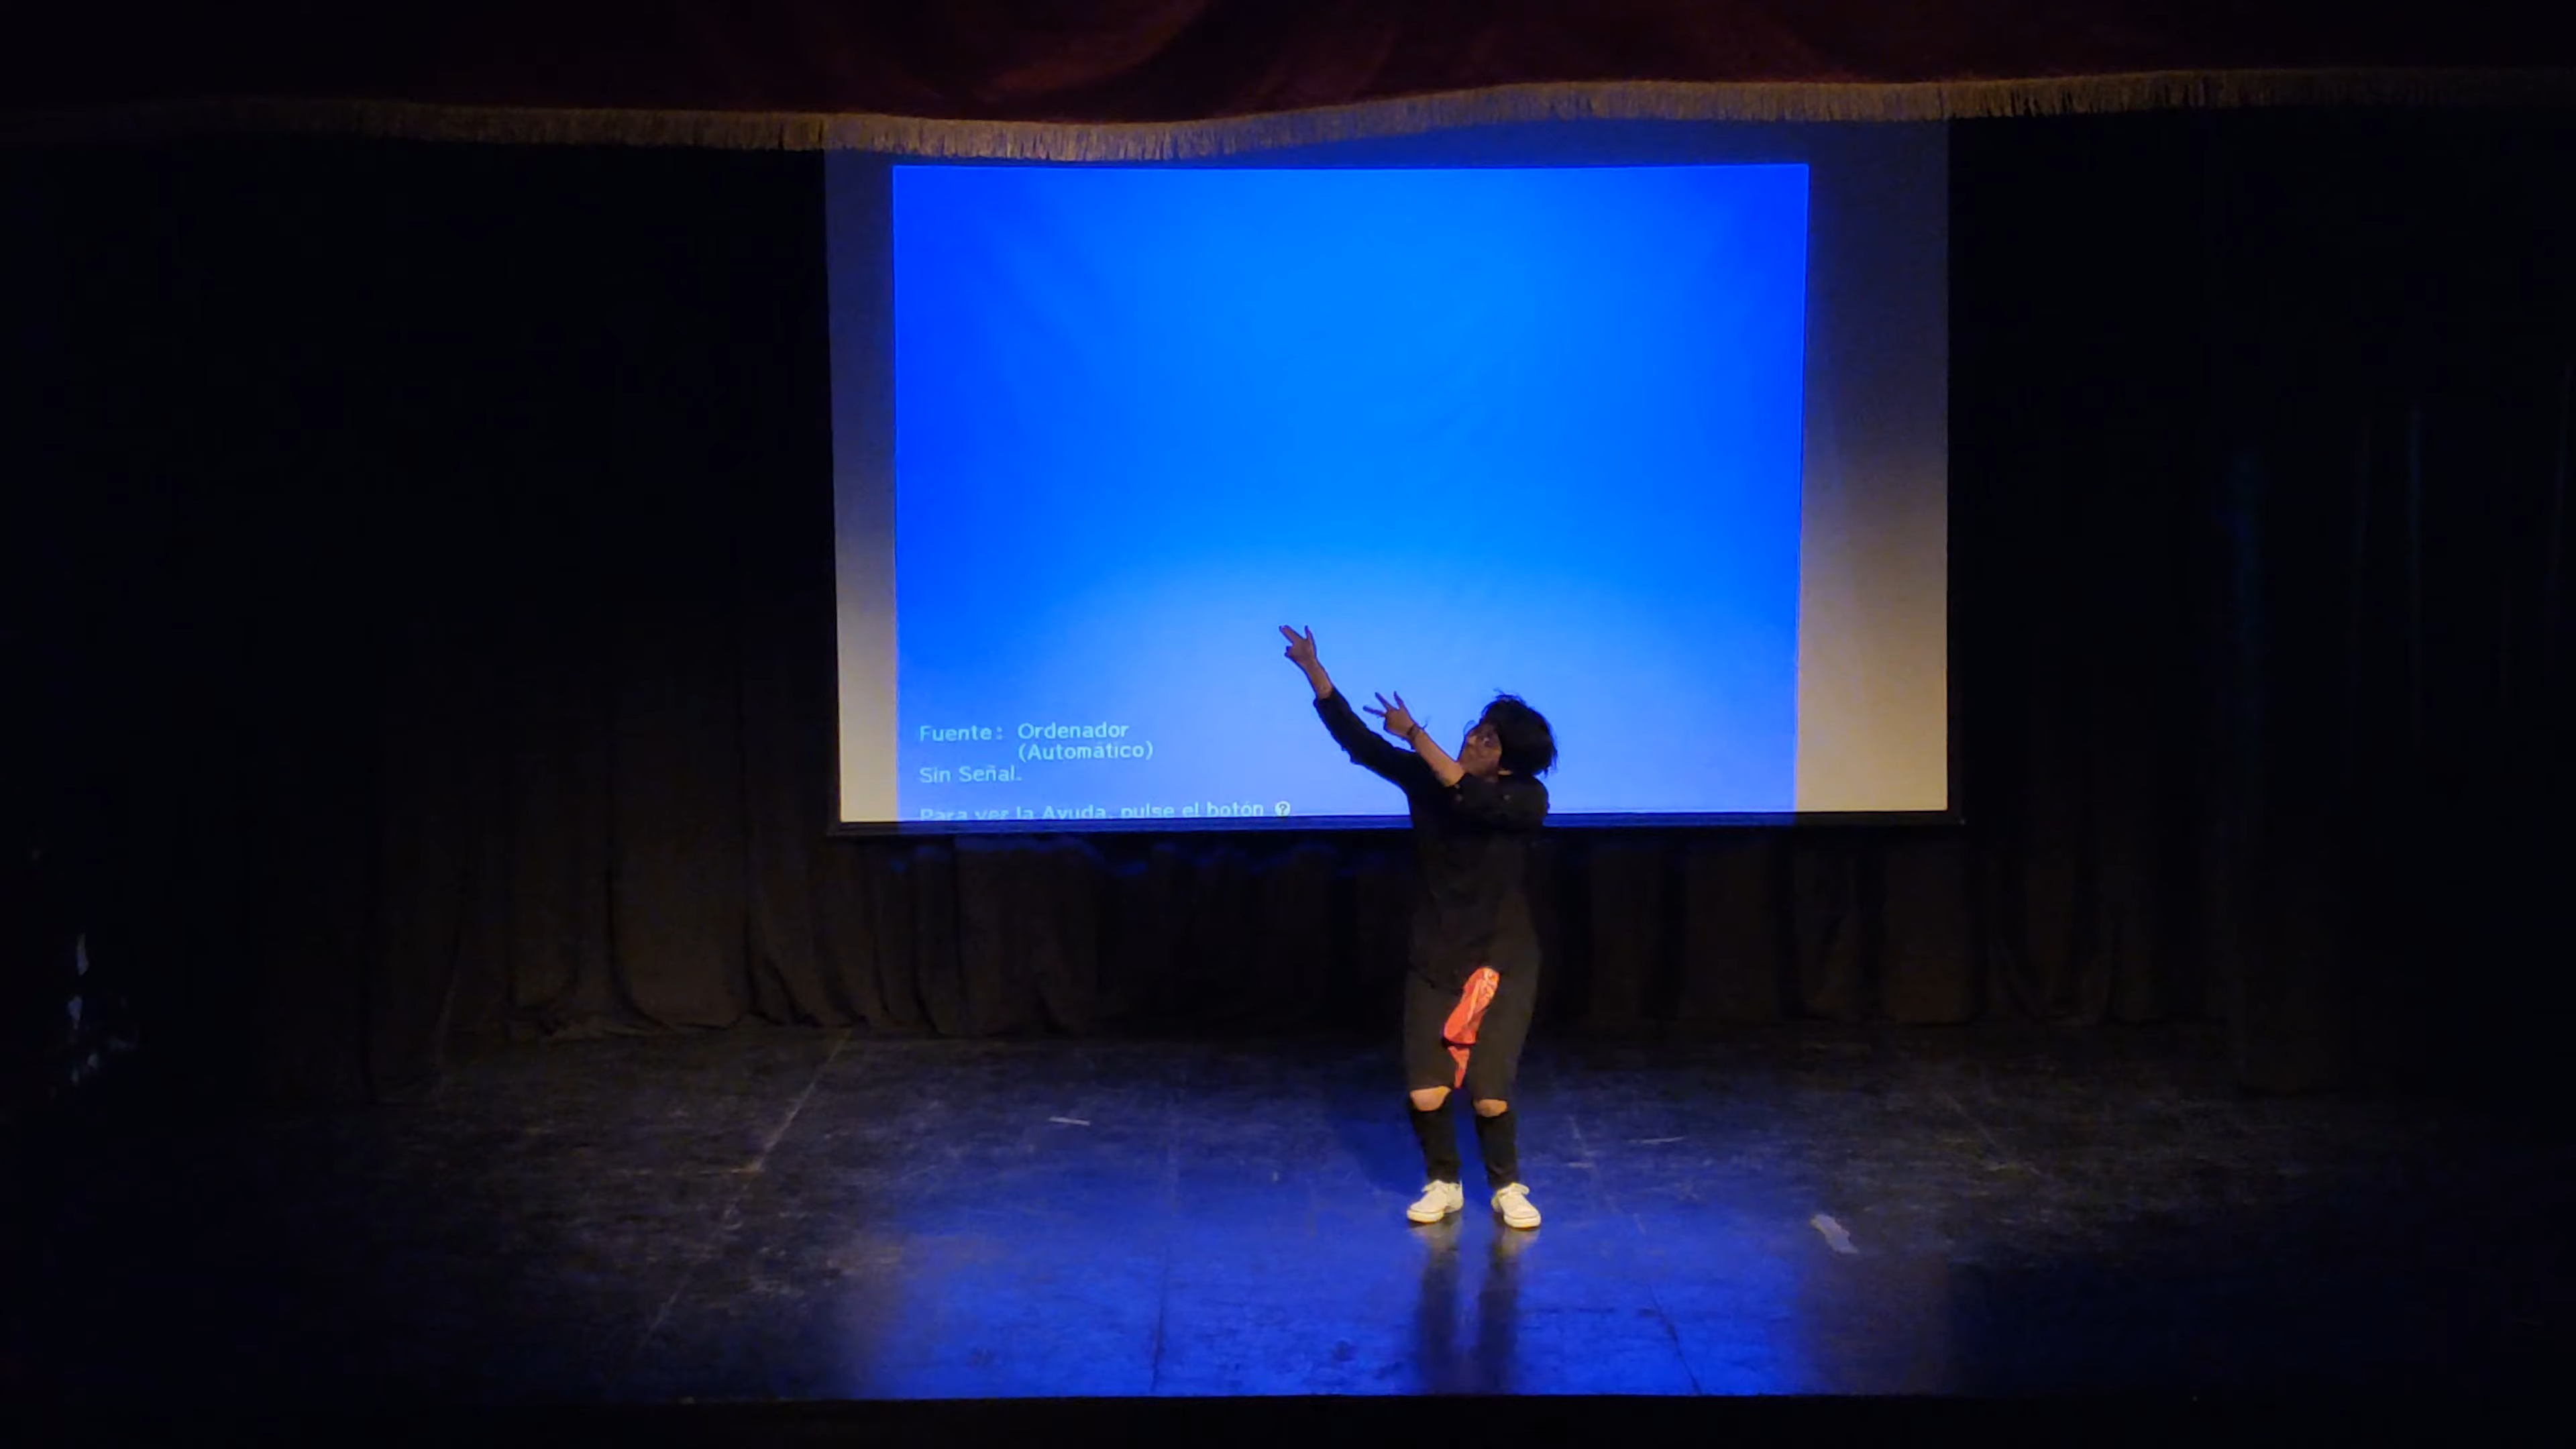 Fuente: Ordenador
(Automático)
Sin Señal.
Para ver la Ayuda, pulse el botón ?